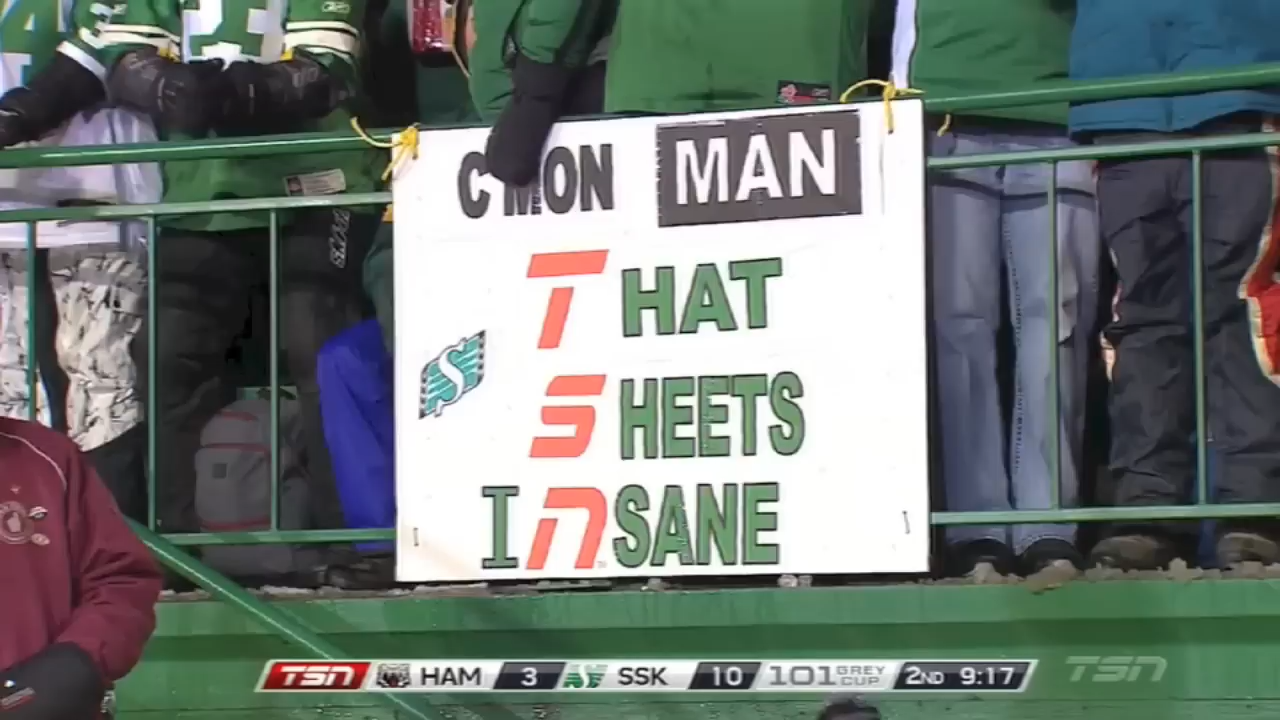 C'MON MAN
THAT
SHEETS
INSANE
TSN HAM 3 SSK 10 101 GREY CUP 2ND 9:17 TSN